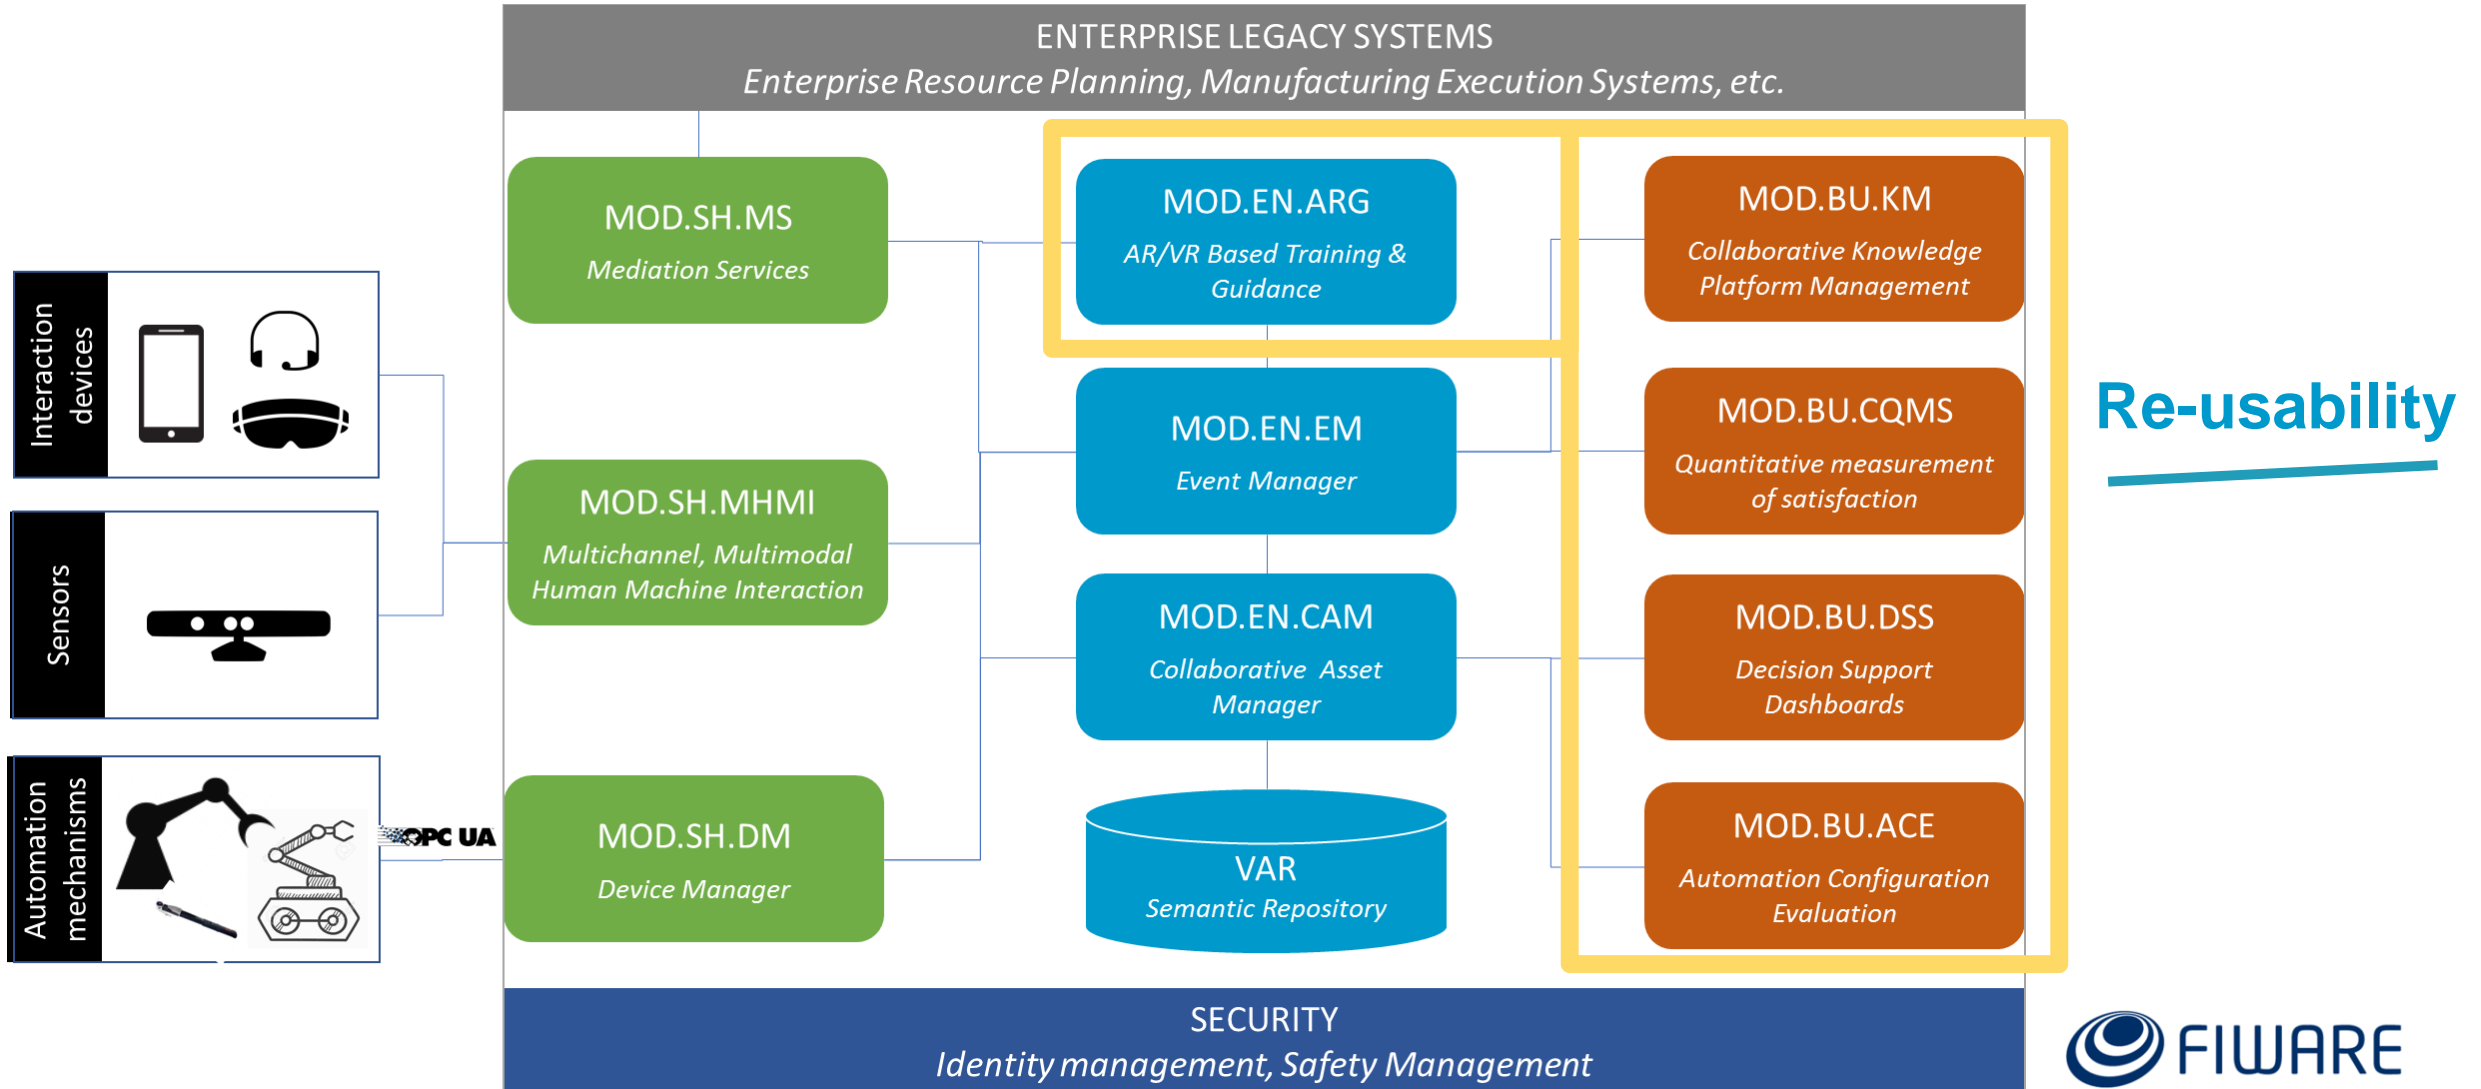 ENTERPRISE LEGACY SYSTEMS
Enterprise Resource Planning, Manufacturing Execution Systems, etc.
Interaction
devices
Sensors
Automation
mechanisms
OPC UA
MOD.SH.MS
Mediation Services
MOD.SH.MHMI
Multichannel, Multimodal
Human Machine Interaction
MOD.SH.DM
Device Manager
MOD.EN.ARG
AR/VR Based Training &
Guidance
MOD.EN.EM
Event Manager
MOD.EN.CAM
Collaborative Asset
Manager
VAR
Semantic Repository
MOD.BU.KM
Collaborative Knowledge
Platform Management
MOD.BU.CQMS
Quantitative measurement
of satisfaction
MOD.BU.DSS
Decision Support
Dashboards
MOD.BU.ACE
Automation Configuration
Evaluation
Re-usability
SECURITY
Identity management, Safety Management
FIWARE